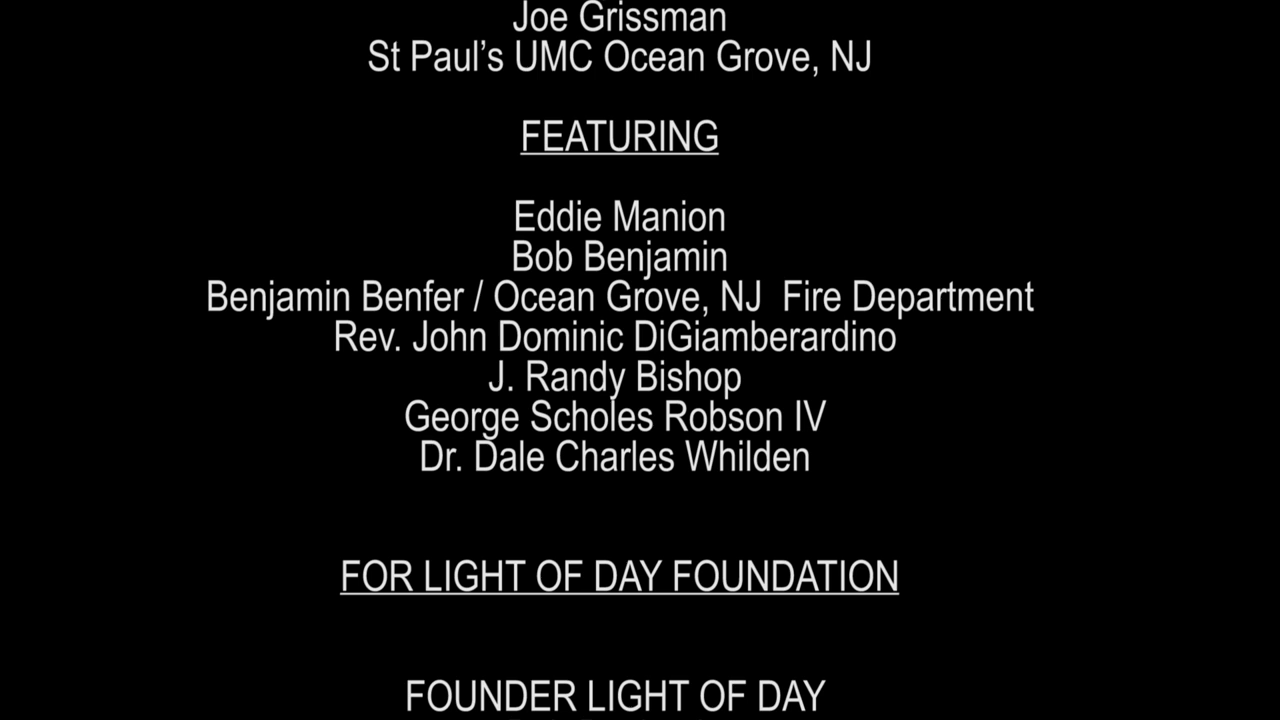 Joe Grissman
St Paul’s UMC Ocean Grove, NJ
FEATURING
Eddie Manion
Bob Benjamin
Benjamin Benfer / Ocean Grove, NJ  Fire Department
Rev. John Dominic DiGiamberardino
J. Randy Bishop
George Scholes Robson IV
Dr. Dale Charles Whilden
FOR LIGHT OF DAY FOUNDATION
FOUNDER LIGHT OF DAY